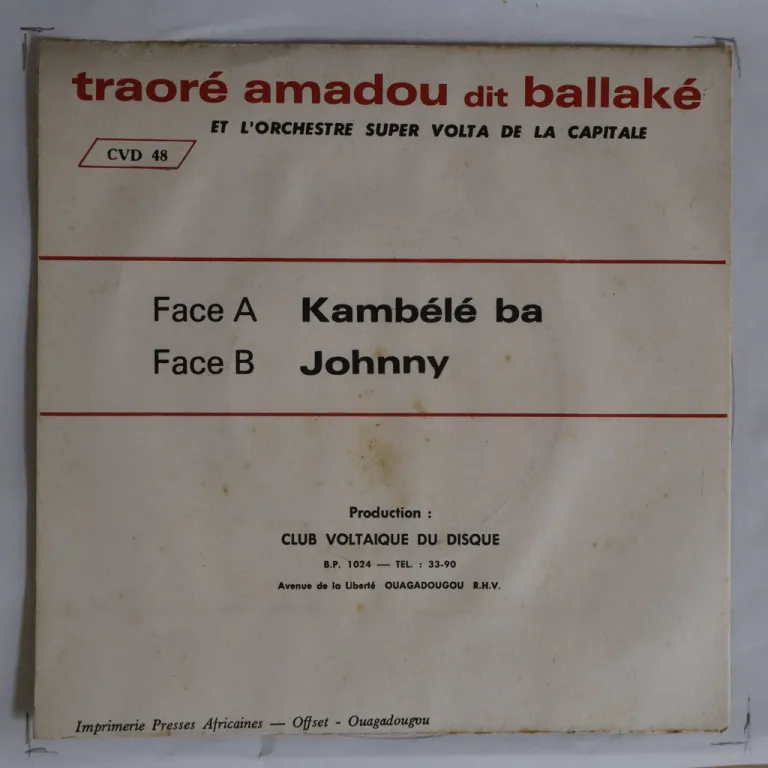 traoré amadou dit ballaké
ET L'ORCHESTRE SUPER VOLTA DE LA CAPITALE
CVD 48
Face A Kambélé ba
Face B Johnny
Production :
CLUB VOLTAIQUE DU DISQUE
B.P. 1024 — TEL. : 33-90
Avenue de la Liberté OUAGADOUGOU R.H.V.
Imprimerie Presses Africaines — Offset - Ouagadougou